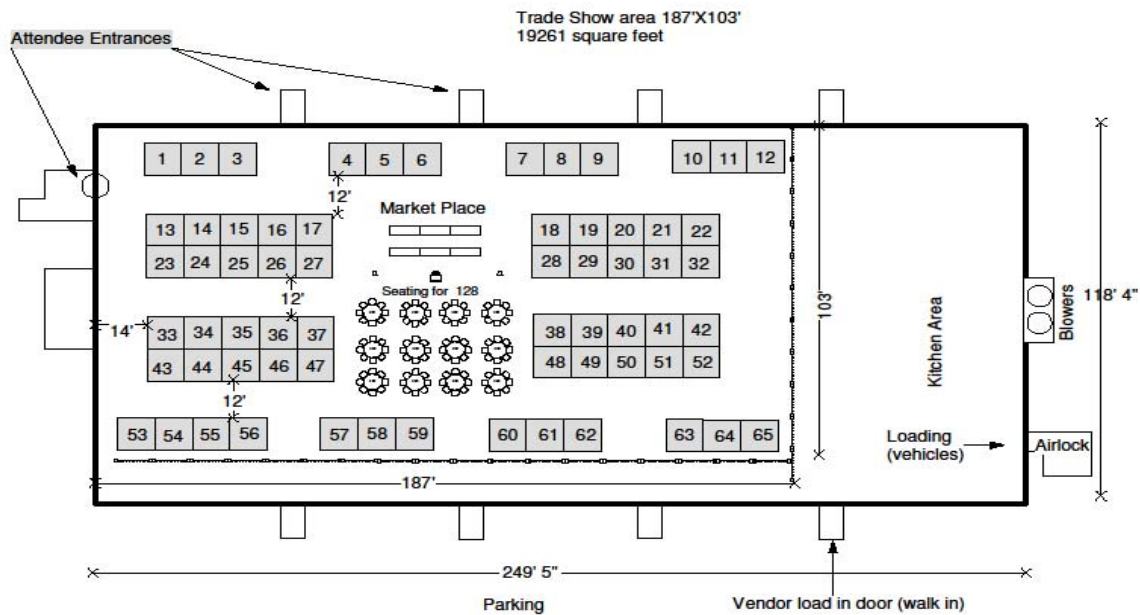 Trade Show area 187'X103'
19261 square feet
Attendee Entrances
1 2 3
4 5 6
7 8 9
10 11 12
12'
Market Place
13 14 15 16 17
18 19 20 21 22
23 24 25 26 27
28 29 30 31 32
Seating for 128
12'
14'
103'
118' 4"
Blowers
Kitchen Area
33 34 35 36 37
38 39 40 41 42
43 44 45 46 47
48 49 50 51 52
12'
53 54 55 56
57 58 59
60 61 62
63 64 65
Loading
(vehicles)
Airlock
187'
249' 5"
Parking
Vendor load in door (walk in)